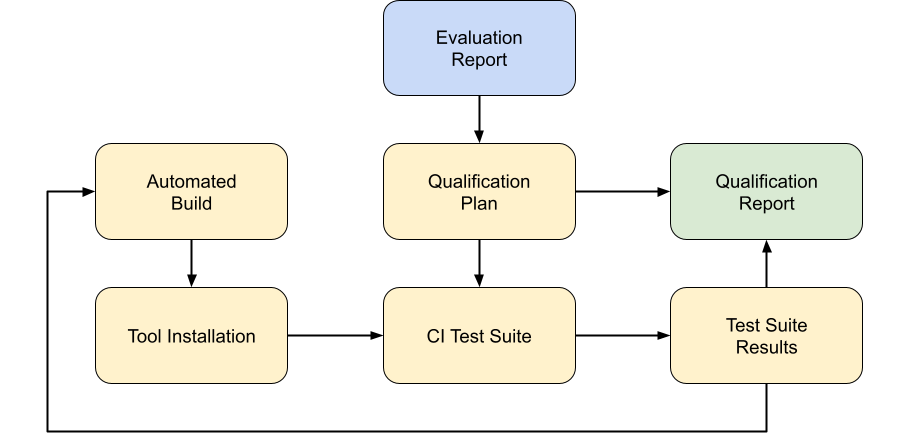 Evaluation
Report
Automated
Build
Qualification
Plan
Qualification
Report
Tool Installation
CI Test Suite
Test Suite
Results